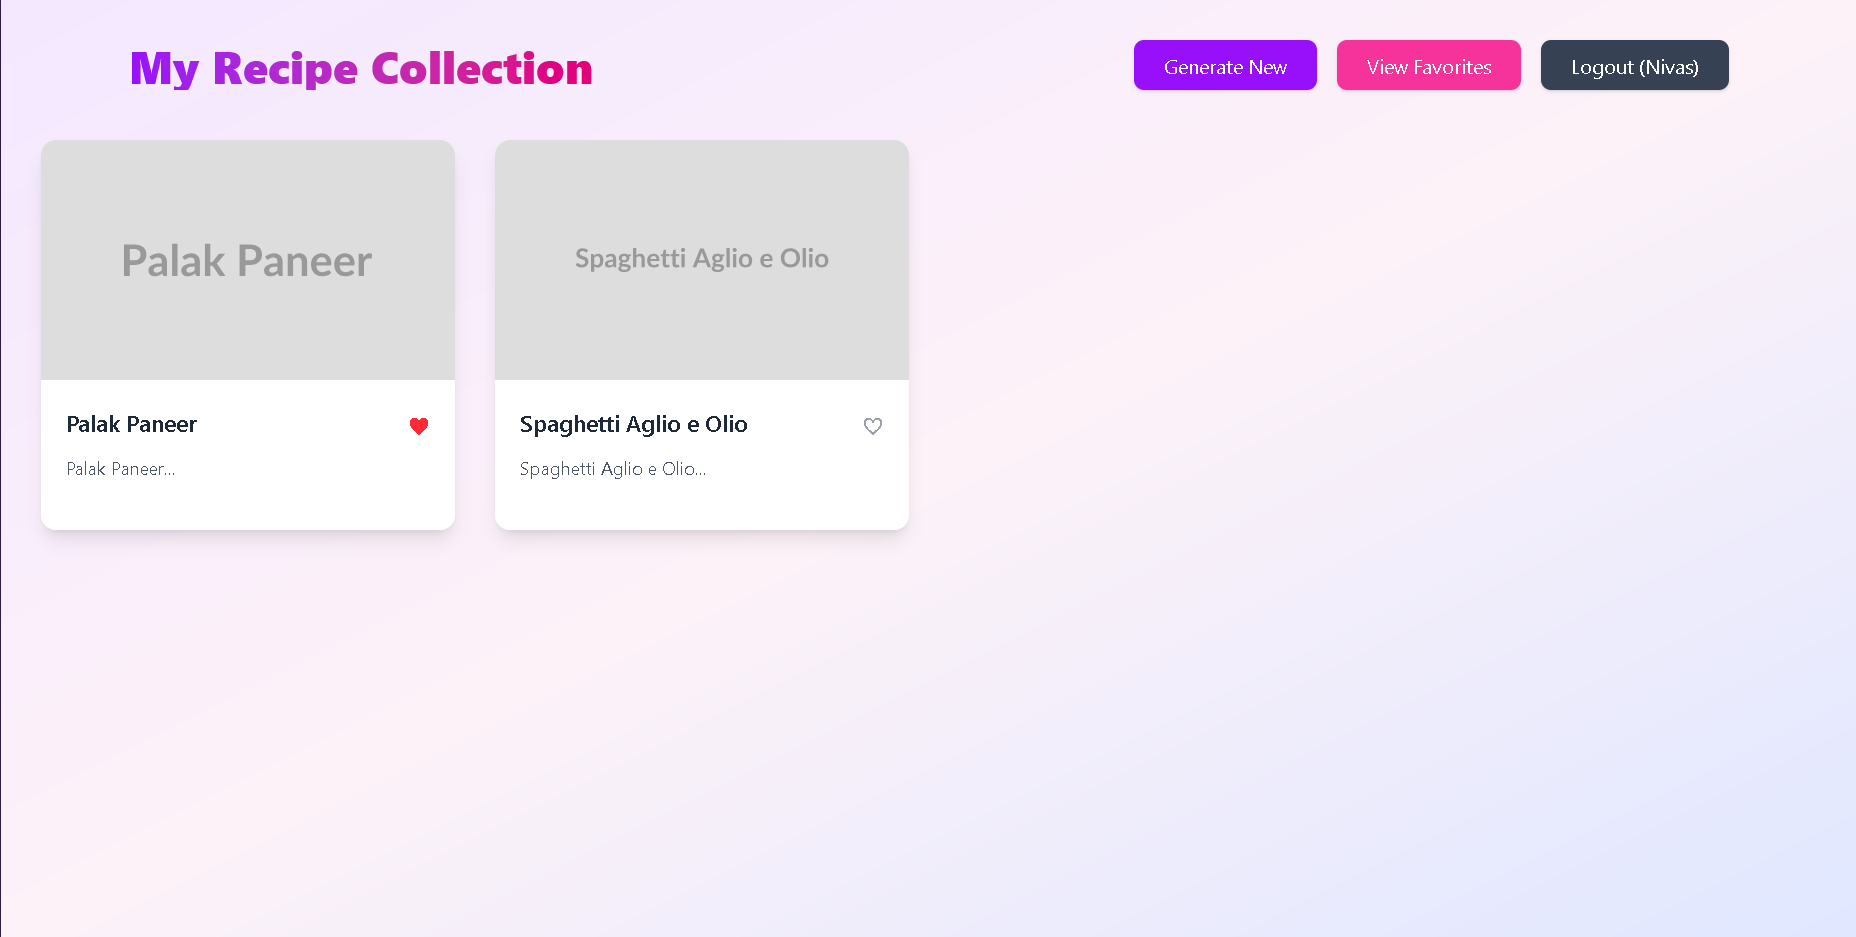 My Recipe Collection
Generate New
View Favorites
Logout (Nivas)
Palak Paneer
Spaghetti Aglio e Olio
Palak Paneer
Palak Paneer...
Spaghetti Aglio e Olio
Spaghetti Aglio e Olio...